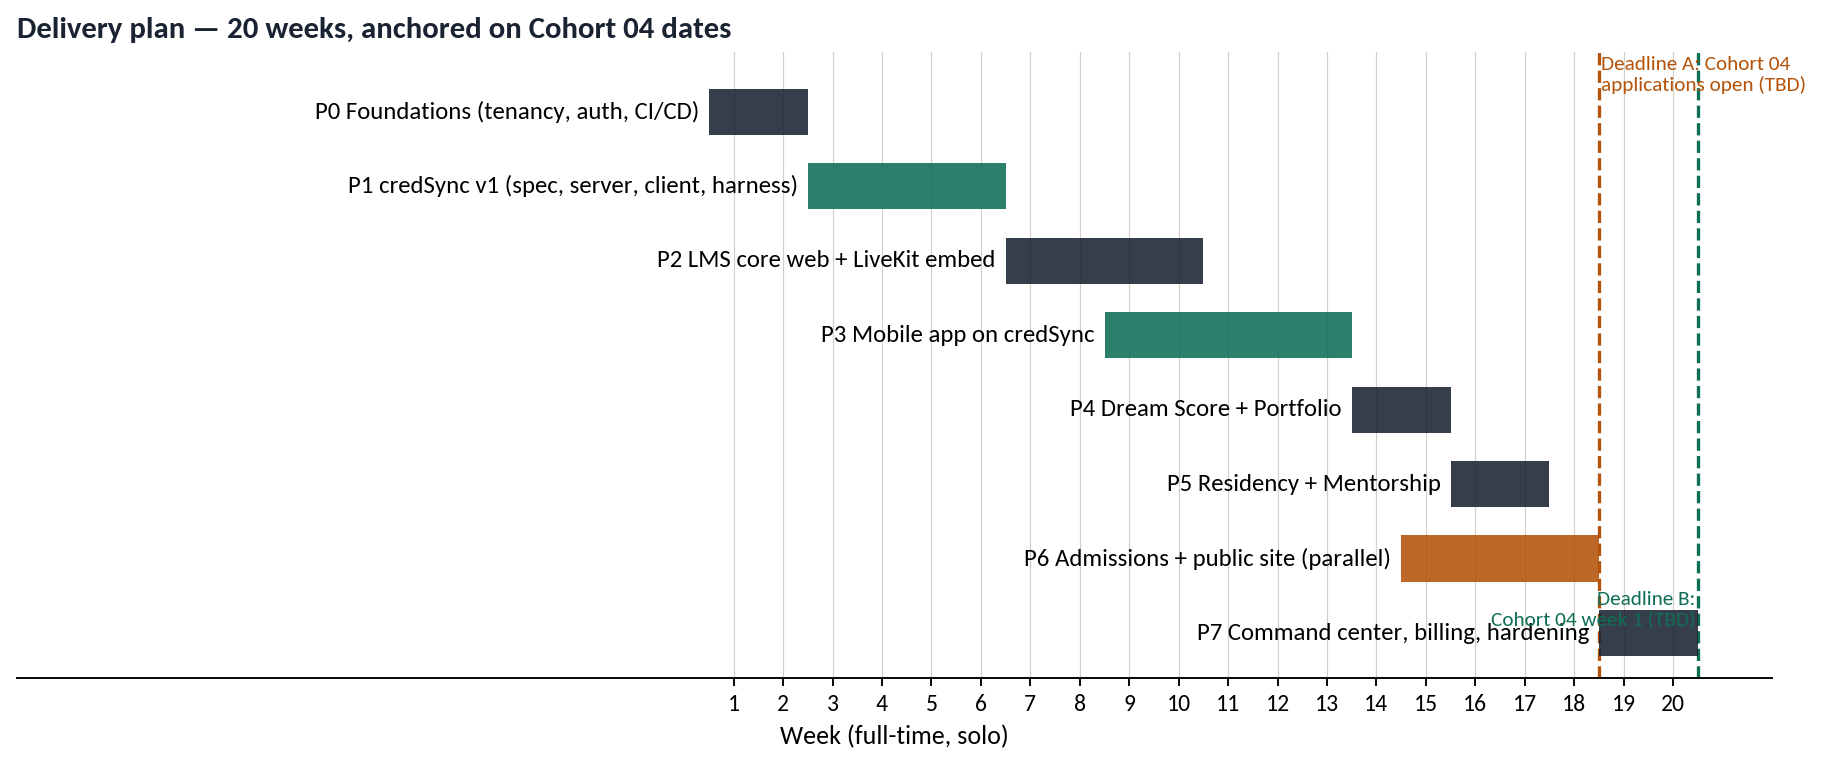 Delivery plan — 20 weeks, anchored on Cohort 04 dates
Deadline A: Cohort 04
applications open (TBD)
P0 Foundations (tenancy, auth, CI/CD)
P1 credSync v1 (spec, server, client, harness)
P2 LMS core web + LiveKit embed
P3 Mobile app on credSync
P4 Dream Score + Portfolio
P5 Residency + Mentorship
P6 Admissions + public site (parallel)
Deadline B:
Cohort 04 week 1 (TBD)
P7 Command center, billing, hardening
1 2 3 4 5 6 7 8 9 10 11 12 13 14 15 16 17 18 19 20
Week (full-time, solo)